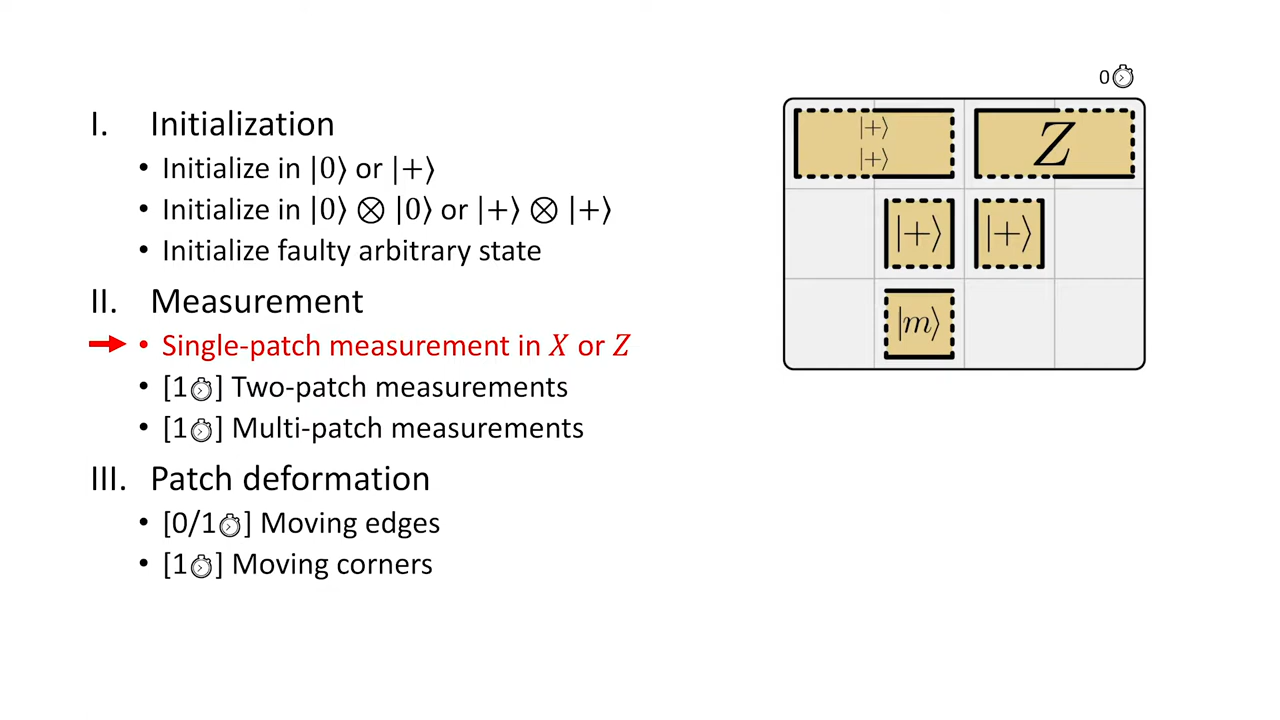 I. Initialization
• Initialize in |0⟩ or |+⟩
• Initialize in |0⟩ ⊗ |0⟩ or |+⟩ ⊗ |+⟩
• Initialize faulty arbitrary state
II. Measurement
• Single-patch measurement in X or Z
• [1⏱] Two-patch measurements
• [1⏱] Multi-patch measurements
III. Patch deformation
• [0/1⏱] Moving edges
• [1⏱] Moving corners
0⏱
|+⟩
|+⟩
Z
|+⟩ |+⟩
|m⟩